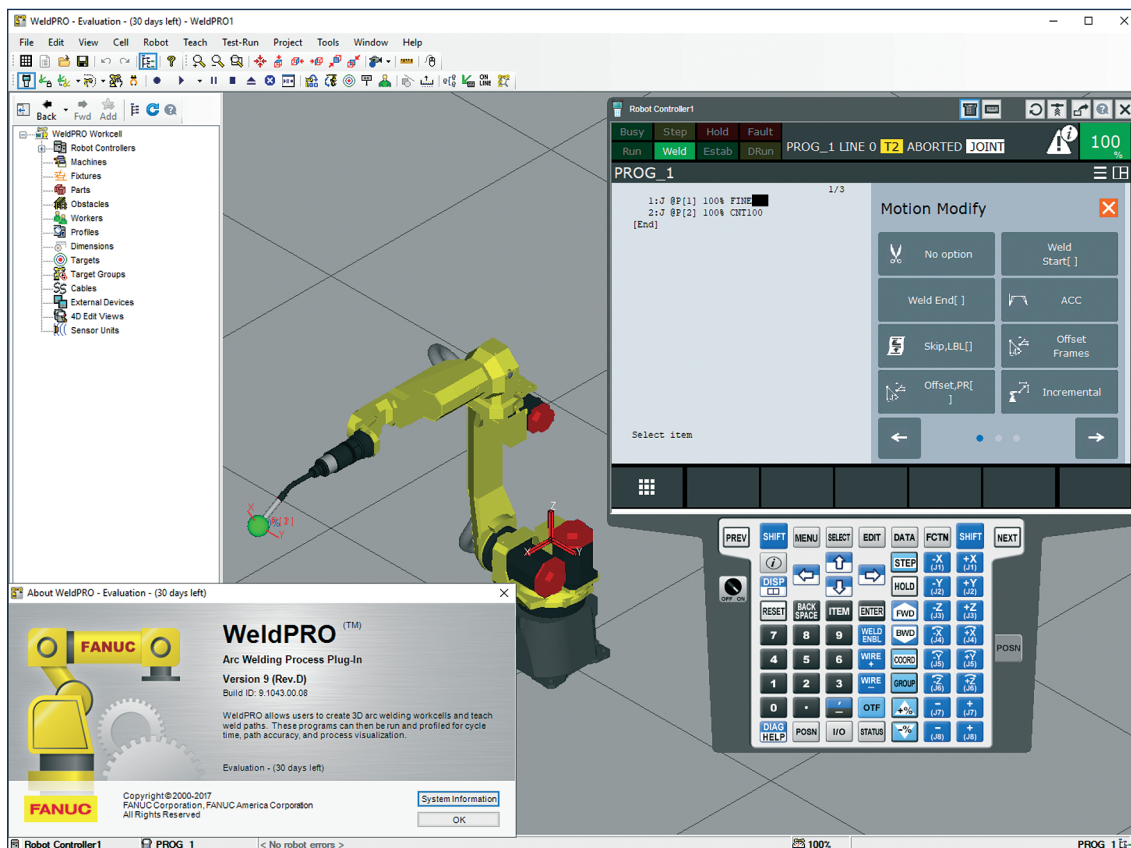 WeldPRO - Evaluation - (30 days left) - WeldPRO1
File Edit View Cell Robot Teach Test-Run Project Tools Window Help
Back Fwd Add
WeldPRO Workcell
Robot Controllers
Machines
Fixtures
Parts
Obstacles
Workers
Profiles
Dimensions
Targets
Target Groups
Cables
External Devices
4D Edit Views
Sensor Units
X
Y
Z
X
Y
Robot Controller1
Busy Step Hold Fault
Run Weld Estab DRun
PROG_1 LINE 0 T2 ABORTED JOINT
100
%
PROG_1
1/3
1:J @P[1] 100% FINE
2:J @P[2] 100% CNT100
[End]
Select item
Motion Modify
No option
Weld
Start[ ]
Weld End[ ]
ACC
Skip,LBL[]
Offset
Frames
Offset,PR[
]
Incremental
PREV SHIFT MENU SELECT EDIT DATA FCTN SHIFT NEXT
i STEP -X (J1) +X (J1)
OFF ON
DISP HOLD -Y (J2) +Y (J2)
RESET BACK SPACE ITEM ENTER FWD -Z (J3) +Z (J3)
7 8 9 WELD ENBL BWD -X (J4) +X (J4)
4 5 6 WIRE + COORD -Y (J5) +Y (J5)
POSN
1 2 3 WIRE - GROUP -Z (J6) +Z (J6)
0 . OTF +% - (J7) + (J7)
DIAG HELP POSN I/O STATUS -% - (J8) + (J8)
About WeldPRO - Evaluation - (30 days left)
FANUC
WeldPRO (TM)
Arc Welding Process Plug-In
Version 9 (Rev.D)
Build ID: 9.1043.00.08
WeldPRO allows users to create 3D arc welding workcells and teach
weld paths. These programs can then be run and profiled for cycle
time, path accuracy, and process visualization.
Evaluation - (30 days left)
FANUC
Copyright©2000-2017
FANUC Corporation, FANUC America Corporation
All Rights Reserved
System Information
OK
Robot Controller1 PROG_1 < No robot errors > 100% PROG_1